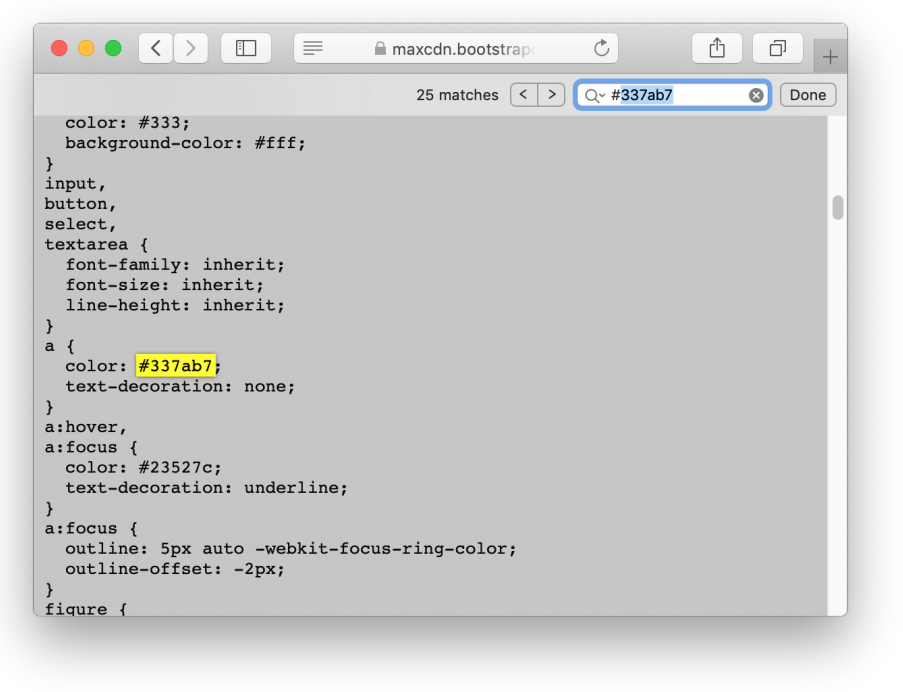 maxcdn.bootstrap
25 matches
#337ab7
Done
color: #333;
background-color: #fff;
}
input,
button,
select,
textarea {
font-family: inherit;
font-size: inherit;
line-height: inherit;
}
a {
color: #337ab7;
text-decoration: none;
}
a:hover,
a:focus {
color: #23527c;
text-decoration: underline;
}
a:focus {
outline: 5px auto -webkit-focus-ring-color;
outline-offset: -2px;
}
figure {